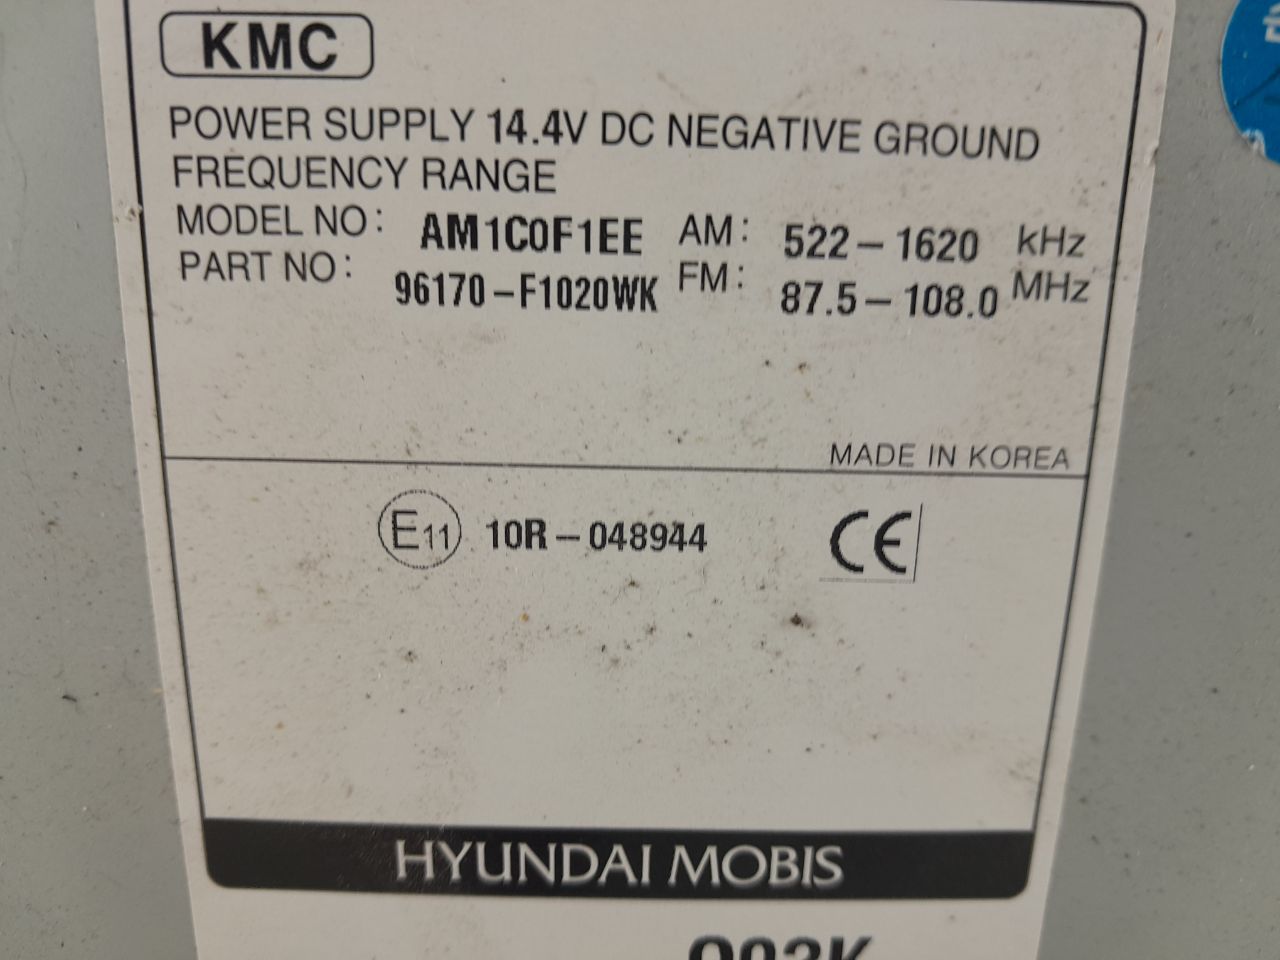 KMC
POWER SUPPLY 14.4V DC NEGATIVE GROUND
FREQUENCY RANGE
MODEL NO: AM1C0F1EE AM: 522-1620 kHz
PART NO: 96170-F1020WK FM: 87.5-108.0 MHz
MADE IN KOREA
E11 10R-048944 CE
HYUNDAI MOBIS